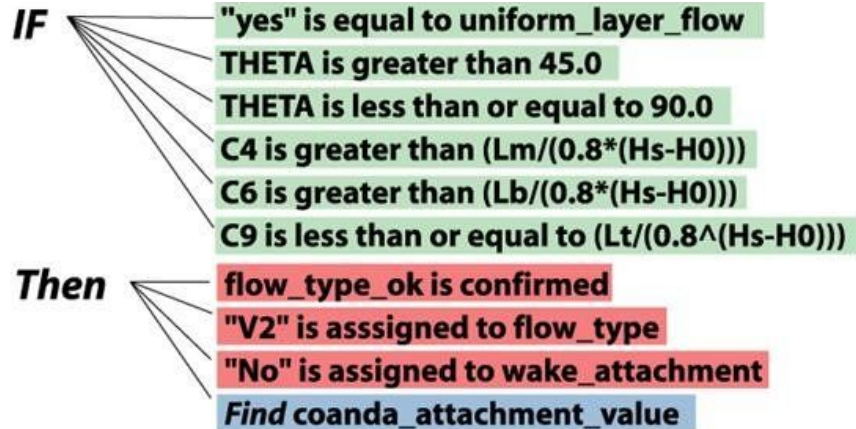 IF
"yes" is equal to uniform_layer_flow
THETA is greater than 45.0
THETA is less than or equal to 90.0
C4 is greater than (Lm/(0.8*(Hs-H0)))
C6 is greater than (Lb/(0.8*(Hs-H0)))
C9 is less than or equal to (Lt/(0.8^(Hs-H0)))
Then
flow_type_ok is confirmed
"V2" is asssigned to flow_type
"No" is assigned to wake_attachment
Find coanda_attachment_value